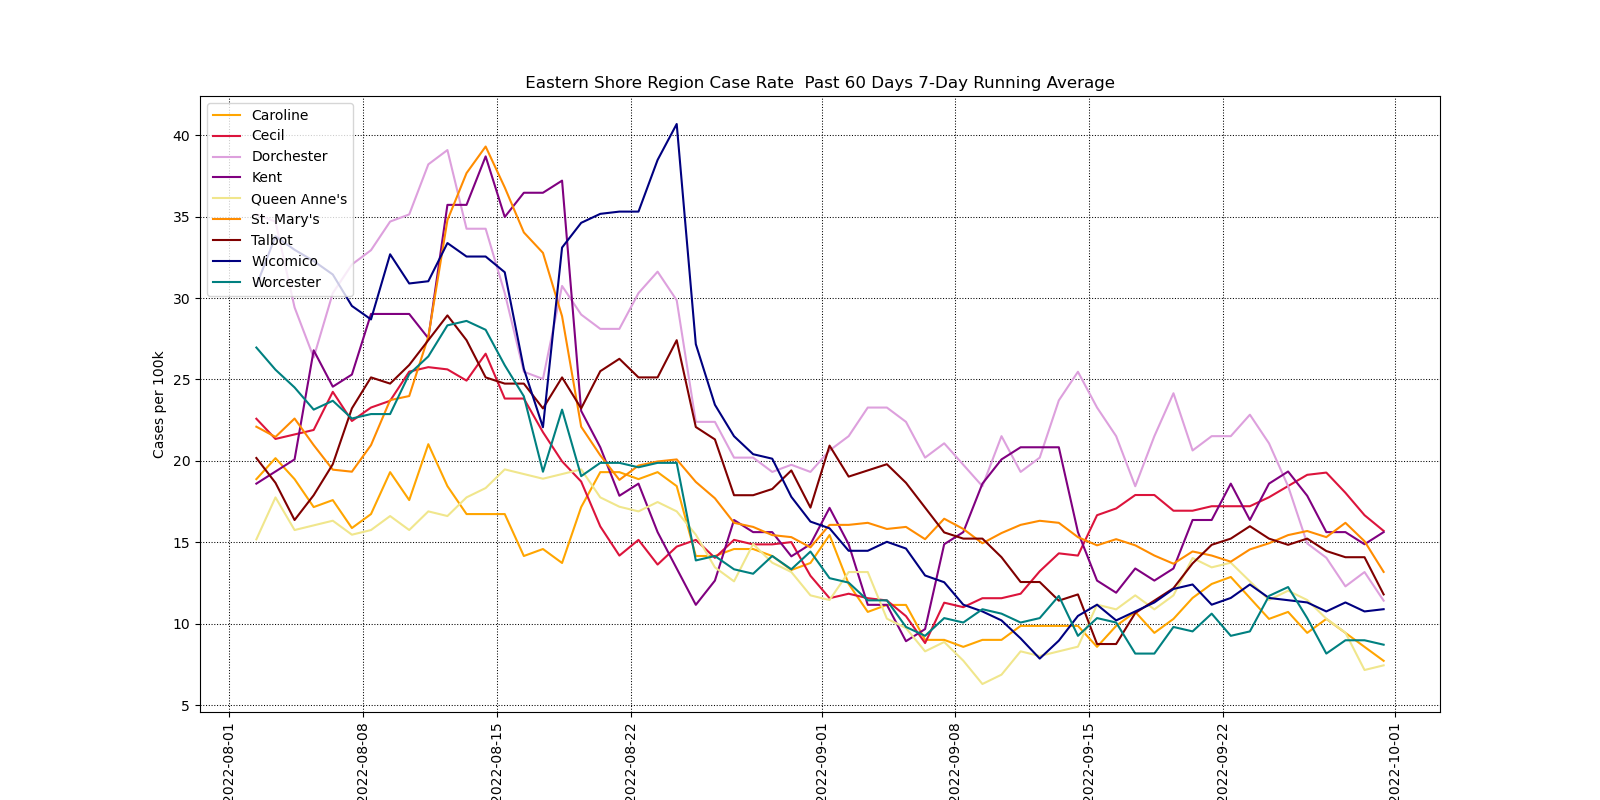 Eastern Shore Region Case Rate  Past 60 Days 7-Day Running Average
Caroline
Cecil
Dorchester
Kent
Queen Anne's
St. Mary's
Talbot
Wicomico
Worcester
Cases per 100k
40
35
30
25
20
15
10
5
2022-08-01
2022-08-08
2022-08-15
2022-08-22
2022-09-01
2022-09-08
2022-09-15
2022-09-22
2022-10-01